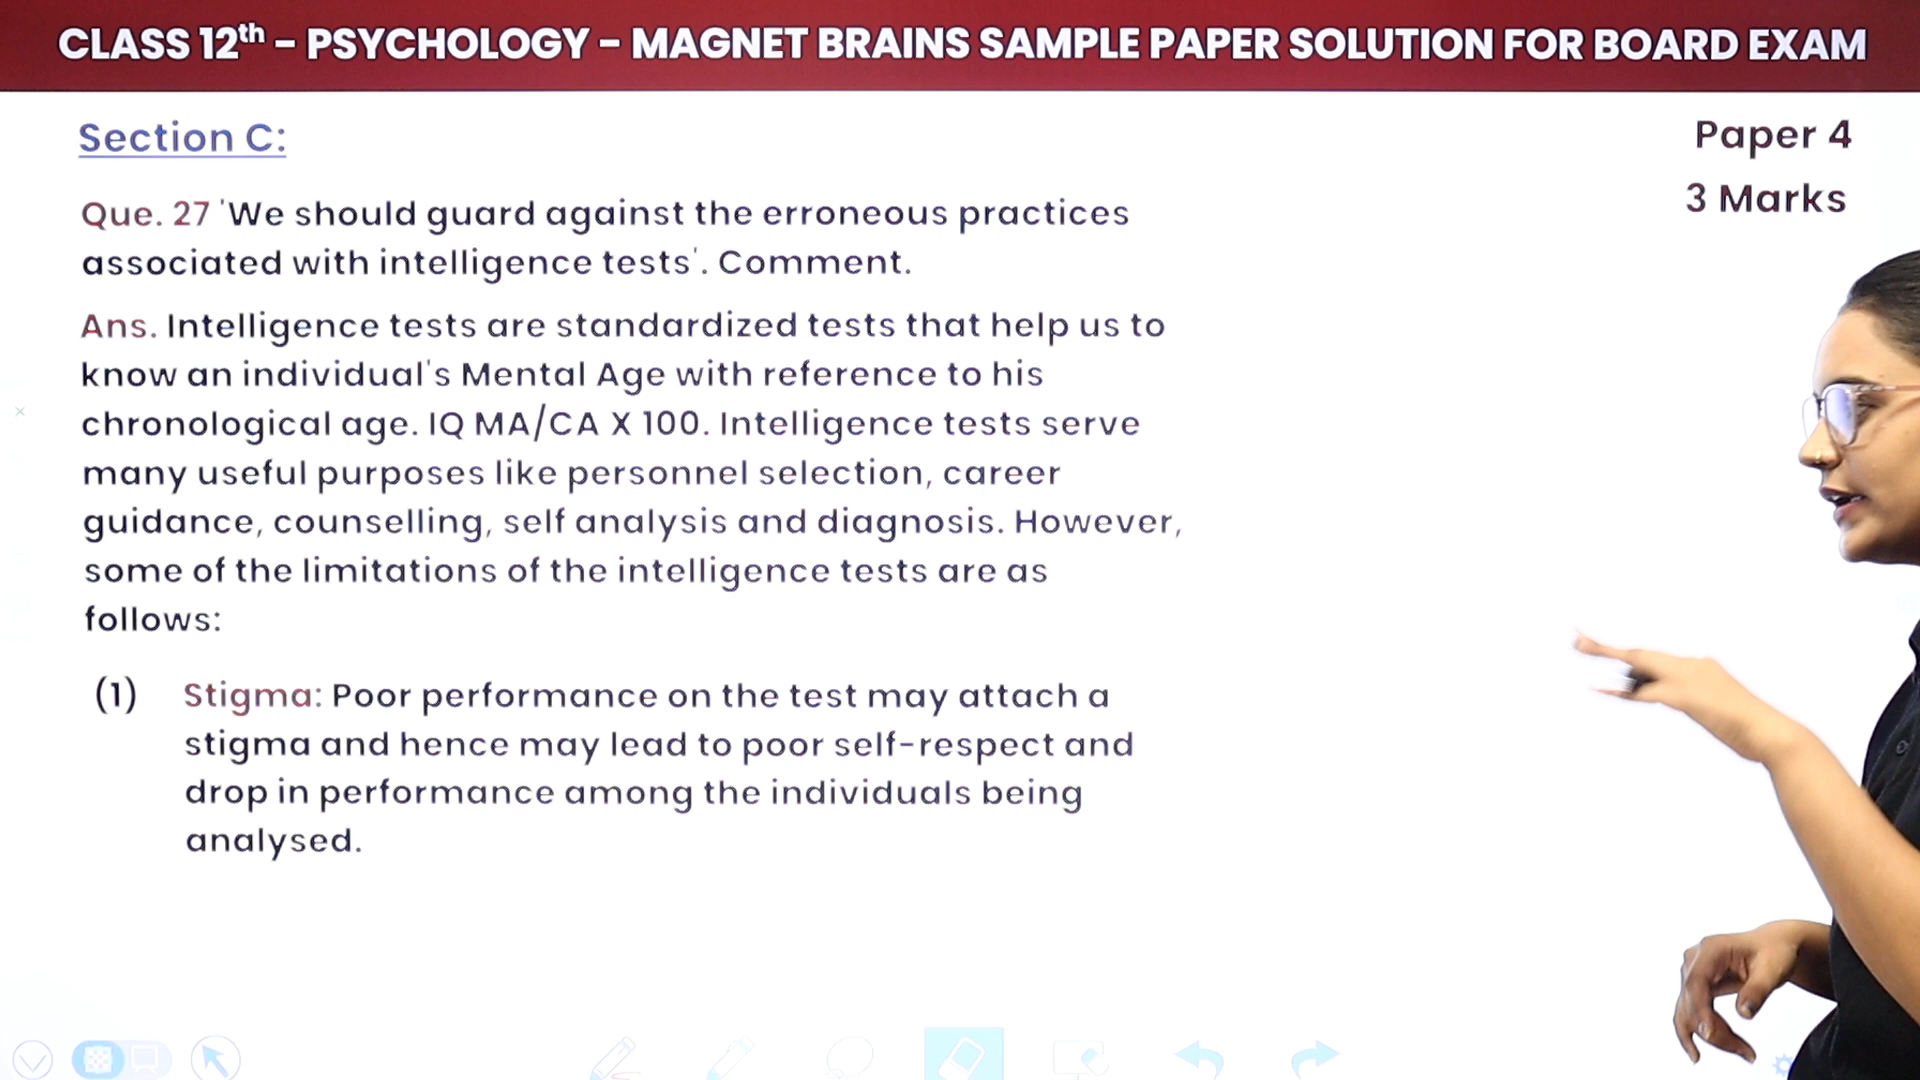 CLASS 12th - PSYCHOLOGY - MAGNET BRAINS SAMPLE PAPER SOLUTION FOR BOARD EXAM
Section C:
Paper 4
3 Marks
Que. 27 'We should guard against the erroneous practices
associated with intelligence tests'. Comment.
Ans. Intelligence tests are standardized tests that help us to
know an individual's Mental Age with reference to his
chronological age. IQ MA/CA X 100. Intelligence tests serve
many useful purposes like personnel selection, career
guidance, counselling, self analysis and diagnosis. However,
some of the limitations of the intelligence tests are as
follows:
(1) Stigma: Poor performance on the test may attach a
stigma and hence may lead to poor self-respect and
drop in performance among the individuals being
analysed.